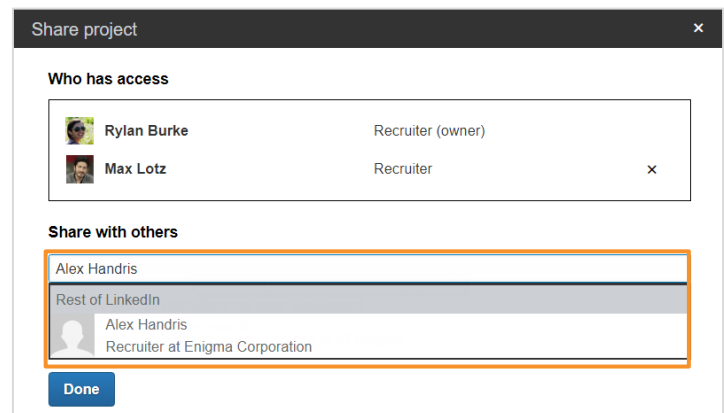 Share project
×
Who has access
Rylan Burke Recruiter (owner)
Max Lotz Recruiter ×
Share with others
Alex Handris
Rest of LinkedIn
Alex Handris
Recruiter at Enigma Corporation
Done